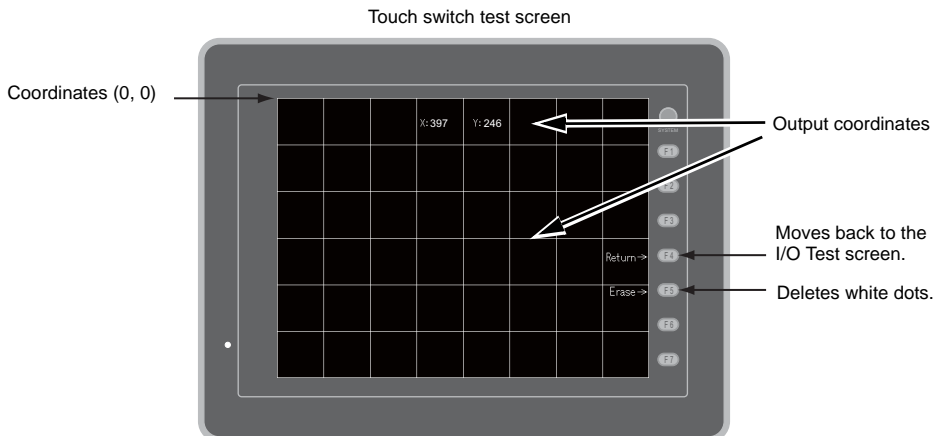 Touch switch test screen
Coordinates (0, 0)
X:397 Y:246
Output coordinates
SYSTEM
F1
F2
F3
Moves back to the
I/O Test screen.
Return→ F4
Erase→ F5
Deletes white dots.
F6
F7